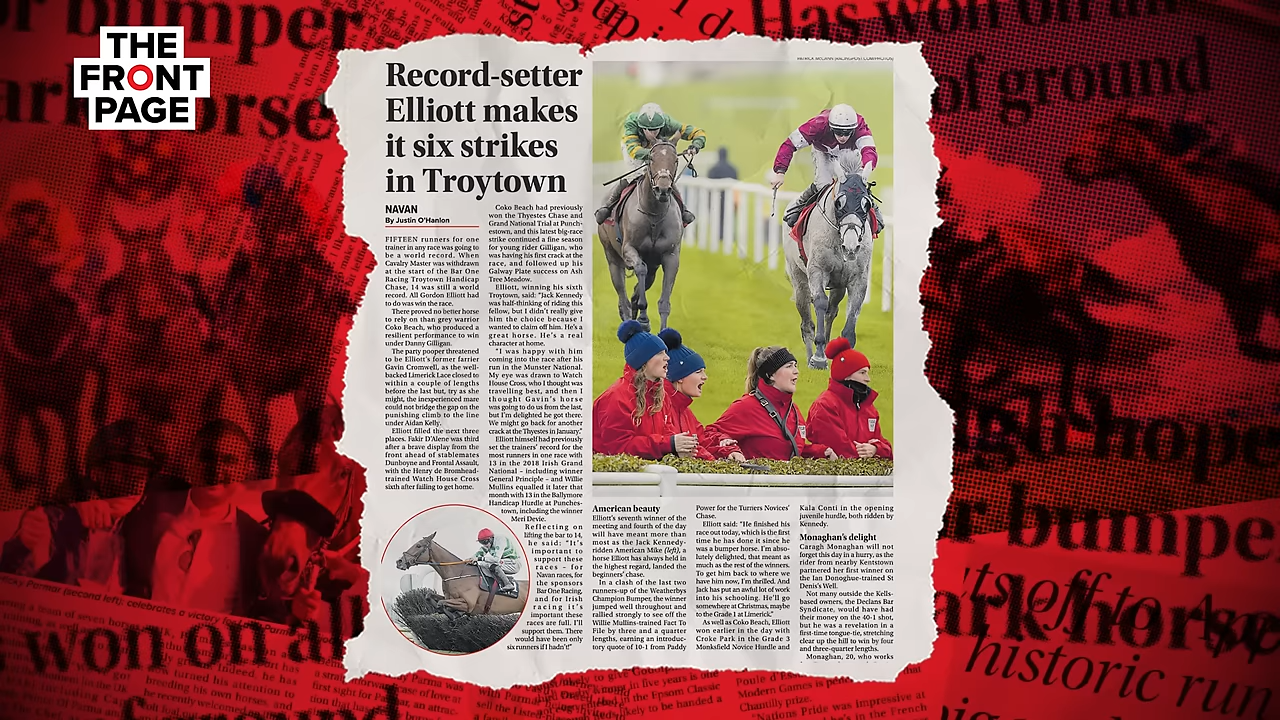 THE
FRONT
PAGE
Record-setter
Elliott makes
it six strikes
in Troytown
NAVAN
By Justin O'Hanlon
FIFTEEN runners for one
trainer in any race was going to
be a world record. When
Cavalry Master was withdrawn
at the start of the Bar One
Racing Troytown Handicap
Chase, 14 was still a world
record. All Gordon Elliott had
to do was win the race.
There proved no better horse
to rely on than grey warrior
Coko Beach, who produced a
resilient performance to win
under Danny Gilligan.
The party pooper threatened
to be Elliott's former farrier
Gavin Cromwell, as the well-
backed Limerick Lace closed to
within a couple of lengths
before the last but, try as she
might, the inexperienced mare
could not bridge the gap on the
punishing climb to the line
under Aidan Kelly.
Elliott filled the next three
places. Fakir D'Alene was third
after a brave display from the
front ahead of stablemates
Dunboyne and Frontal Assault,
with the Henry de Bromhead-
trained Watch House Cross
sixth after failing to get home.
Coko Beach had previously
won the Thyestes Chase and
Grand National Trial at Punch-
estown, and this latest big-race
strike continued a fine season
for young rider Gilligan, who
was having his first crack at the
race, and followed up his
Galway Plate success on Ash
Tree Meadow.
Elliott, winning his sixth
Troytown, said: "Jack Kennedy
was half-thinking of riding this
fellow, but I didn't really give
him the choice because I
wanted to claim off him. He's a
great horse. He's a real
character at home.
"I was happy with him
coming into the race after his
run in the Munster National.
My eye was drawn to Watch
House Cross, who I thought was
travelling best, and then I
thought Gavin's horse
was going to do us from the last,
but I'm delighted he got there.
We might go back for another
crack at the Thyestes in January."
Elliott himself had previously
set the trainers' record for the
most runners in one race with
13 in the 2018 Irish Grand
National – including winner
General Principle – and Willie
Mullins equalled it later that
month with 13 in the Ballymore
Handicap Hurdle at Punches-
town, including the winner
Meri Devie.
Reflecting on
lifting the bar to 14,
he said: "It's
important to
support these
races – for
Navan races, for
the sponsors
Bar One Racing,
and for Irish
racing it's
important these
races are full. I'll
support them. There
would have been only
six runners if I hadn't!"
American beauty
Elliott's seventh winner of the
meeting and fourth of the day
will have meant more than
most as the Jack Kennedy-
ridden American Mike (left), a
horse Elliott has always held in
the highest regard, landed the
beginners' chase.
In a clash of the last two
runners-up of the Weatherbys
Champion Bumper, the winner
jumped well throughout and
rallied strongly to see off the
Willie Mullins-trained Fact To
File by three and a quarter
lengths, earning an introduc-
tory quote of 10-1 from Paddy
Power for the Turners Novices'
Chase.
Elliott said: "He finished his
race out today, which is the first
time he has done it since he
was a bumper horse. I'm abso-
lutely delighted, that meant as
much as the rest of the winners.
To get him back to where we
have him now, I'm thrilled. And
Jack has put an awful lot of work
into his schooling. He'll go
somewhere at Christmas, maybe
to the Grade 1 at Limerick."
As well as Coko Beach, Elliott
won earlier in the day with
Croke Park in the Grade 3
Monksfield Novice Hurdle and
Kala Conti in the opening
juvenile hurdle, both ridden by
Kennedy.
Monaghan's delight
Caragh Monaghan will not
forget this day in a hurry, as the
rider from nearby Kentstown
partnered her first winner on
the Ian Donoghue-trained St
Denis's Well.
Not many outside the Kells-
based owners, the Declans Bar
Syndicate, would have had
their money on the 40-1 shot,
but he was a revelation in a
first-time tongue-tie, stretching
clear up the hill to win by four
and three-quarter lengths.
Monaghan, 20, who works